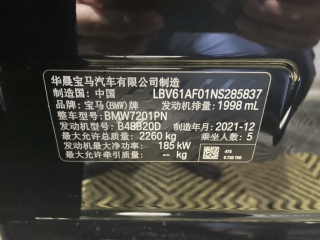 华晨宝马汽车有限公司制造
制造国：中国 LBV61AF01NS285837
品牌：宝马(BMW)牌 发动机排量：1998 mL
整车型号：BMW7201PN
发动机型号：B48B20D 制造年月：2021-12
最大允许总质量：2260 kg 乘坐人数：5
发动机最大净功率：185 kW
最大允许牵引质量：-- kg